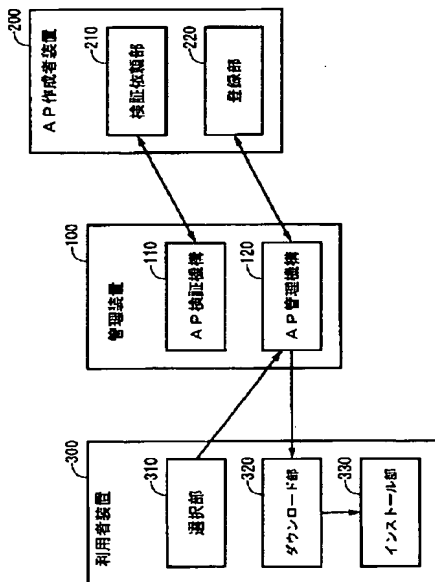 300
利用者装置
310
選択部
320
ダウンロード部
330
インストール部
100
管理装置
110
AP検証機構
120
AP管理機構
200
AP作成者装置
210
検証依頼部
220
登録部